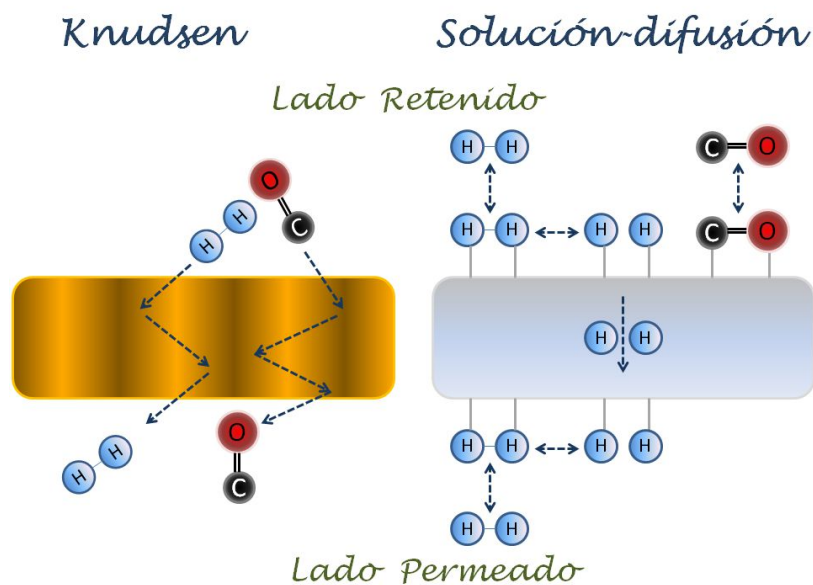 Knudsen
Solución-difusión
Lado Retenido
H H
C O
O
H H
C
H H
H H
C O
H H
O
H H
C
H H
H H
H H
Lado Permeado